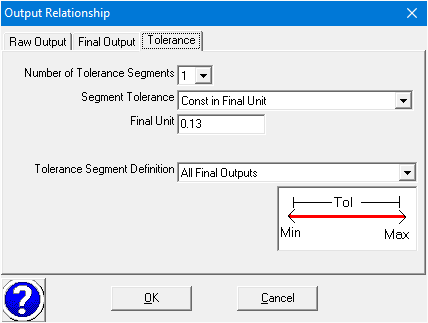 Output Relationship
Raw Output Final Output Tolerance
Number of Tolerance Segments 1
Segment Tolerance Const in Final Unit
Final Unit 0.13
Tolerance Segment Definition All Final Outputs
Tol
Min Max
? OK Cancel